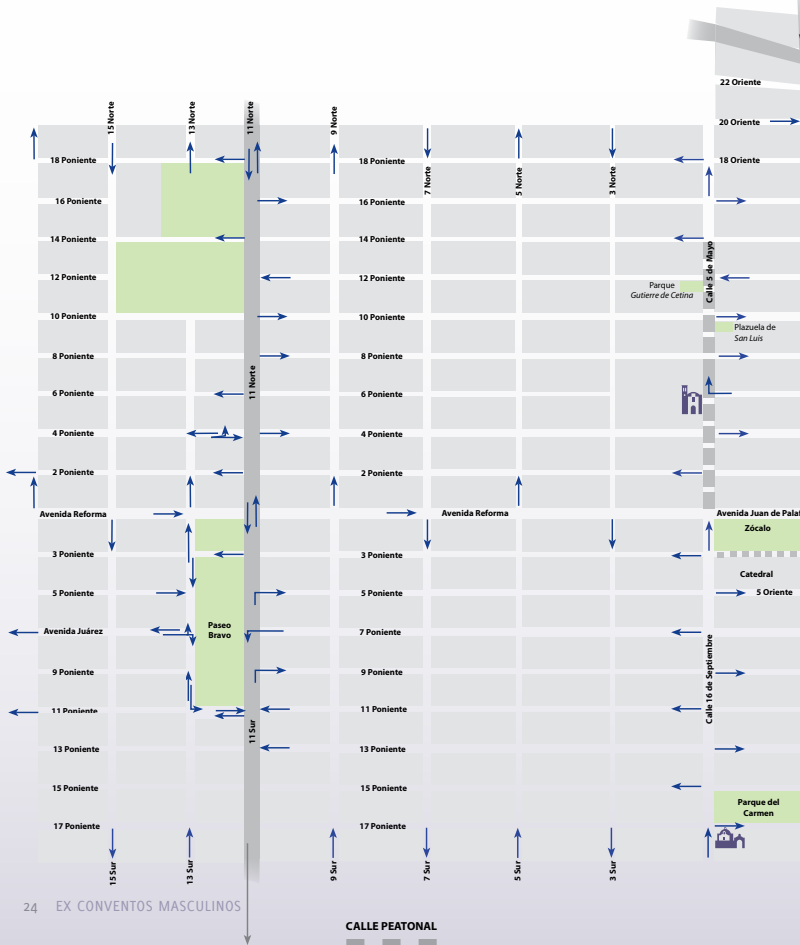 22 Oriente
15 Norte
13 Norte
11 Norte
9 Norte
20 Oriente
18 Poniente
18 Poniente
7 Norte
5 Norte
3 Norte
18 Oriente
16 Poniente
16 Poniente
14 Poniente
14 Poniente
Calle 5 de Mayo
12 Poniente
12 Poniente
Parque
Gutierre de Cetina
10 Poniente
10 Poniente
Plazuela de
San Luis
8 Poniente
8 Poniente
11 Norte
6 Poniente
6 Poniente
4 Poniente
4 Poniente
2 Poniente
2 Poniente
Avenida Reforma
Avenida Reforma
Avenida Juan de Palaf
Zócalo
3 Poniente
3 Poniente
Catedral
5 Poniente
5 Poniente
5 Oriente
Avenida Juárez
Paseo
Bravo
7 Poniente
9 Poniente
9 Poniente
Calle 16 de Septiembre
11 Poniente
11 Poniente
11 Sur
13 Poniente
13 Poniente
15 Poniente
15 Poniente
Parque del
Carmen
17 Poniente
17 Poniente
15 Sur
13 Sur
9 Sur
7 Sur
5 Sur
3 Sur
24 EX CONVENTOS MASCULINOS
CALLE PEATONAL